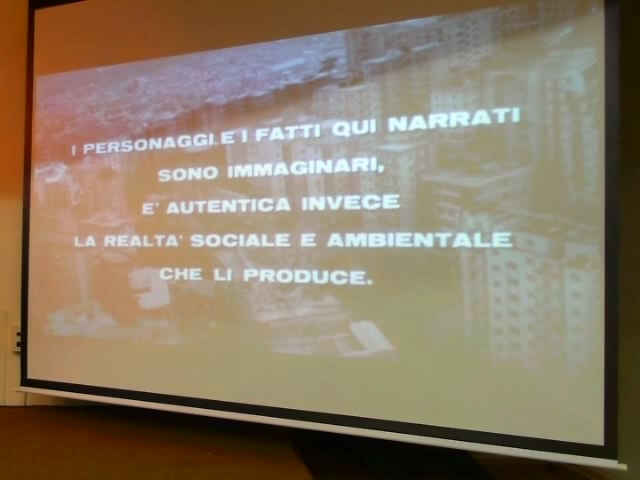 I PERSONAGGI E I FATTI QUI NARRATI
SONO IMMAGINARI,
E' AUTENTICA INVECE
LA REALTA' SOCIALE E AMBIENTALE
CHE LI PRODUCE.